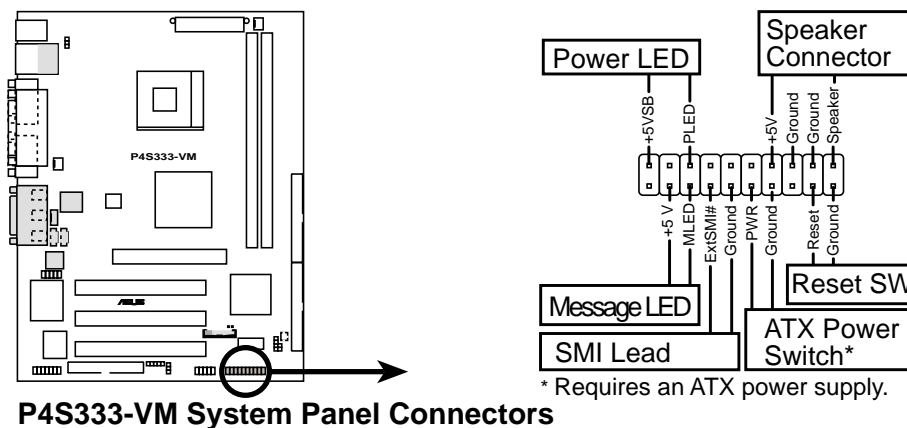 P4S333-VM
ASUS
Power LED
Speaker
Connector
+5VSB
PLED
+5V
Ground
Ground
Speaker
+5 V
MLED
ExtSMI#
Ground
PWR
Ground
Reset
Ground
Message LED
SMI Lead
Reset SW
ATX Power
Switch*
* Requires an ATX power supply.
P4S333-VM System Panel Connectors